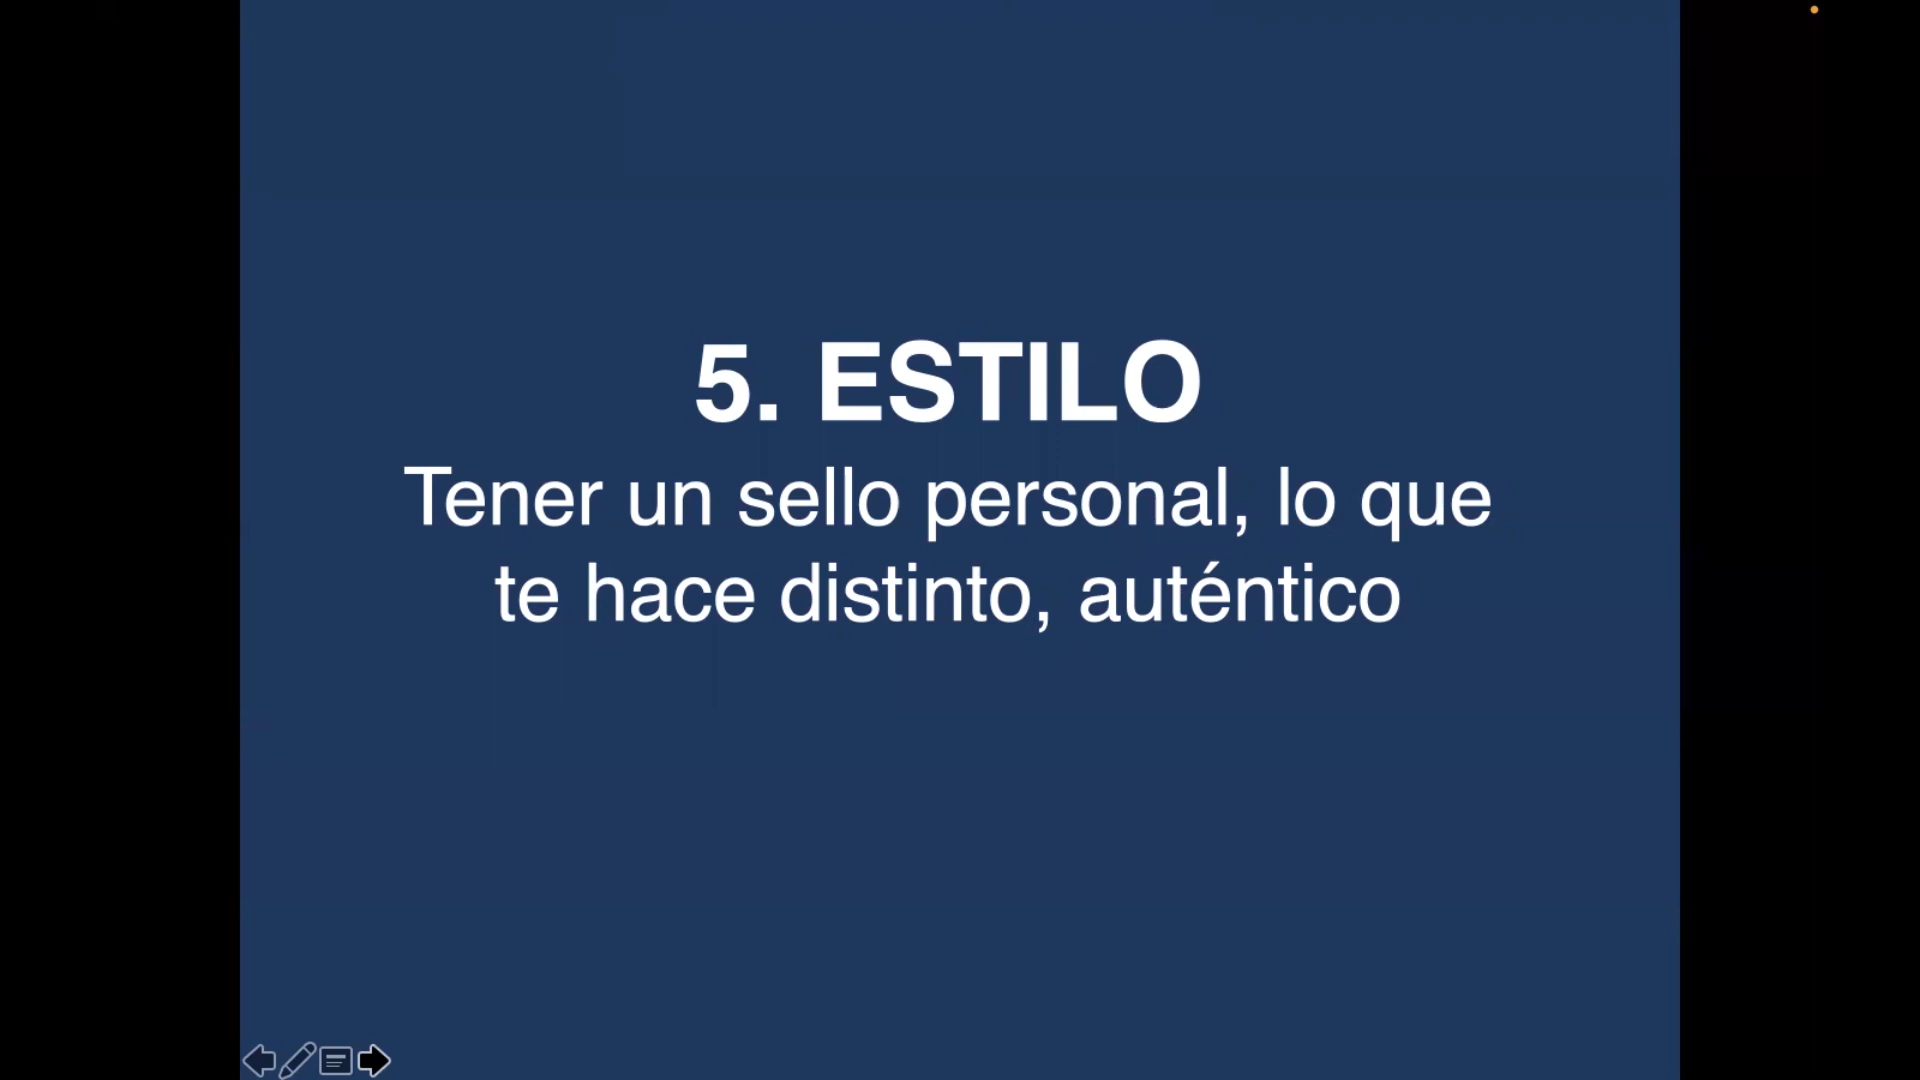 5. ESTILO
Tener un sello personal, lo que
te hace distinto, auténtico